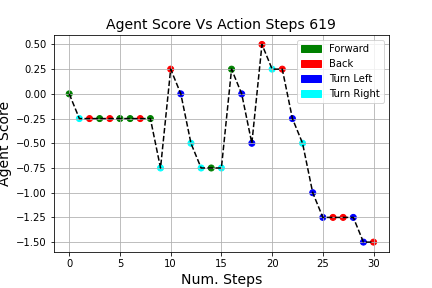 Agent Score Vs Action Steps 619
Agent Score
0.50
0.25
0.00
−0.25
−0.50
−0.75
−1.00
−1.25
−1.50
Forward
Back
Turn Left
Turn Right
0 5 10 15 20 25 30
Num. Steps